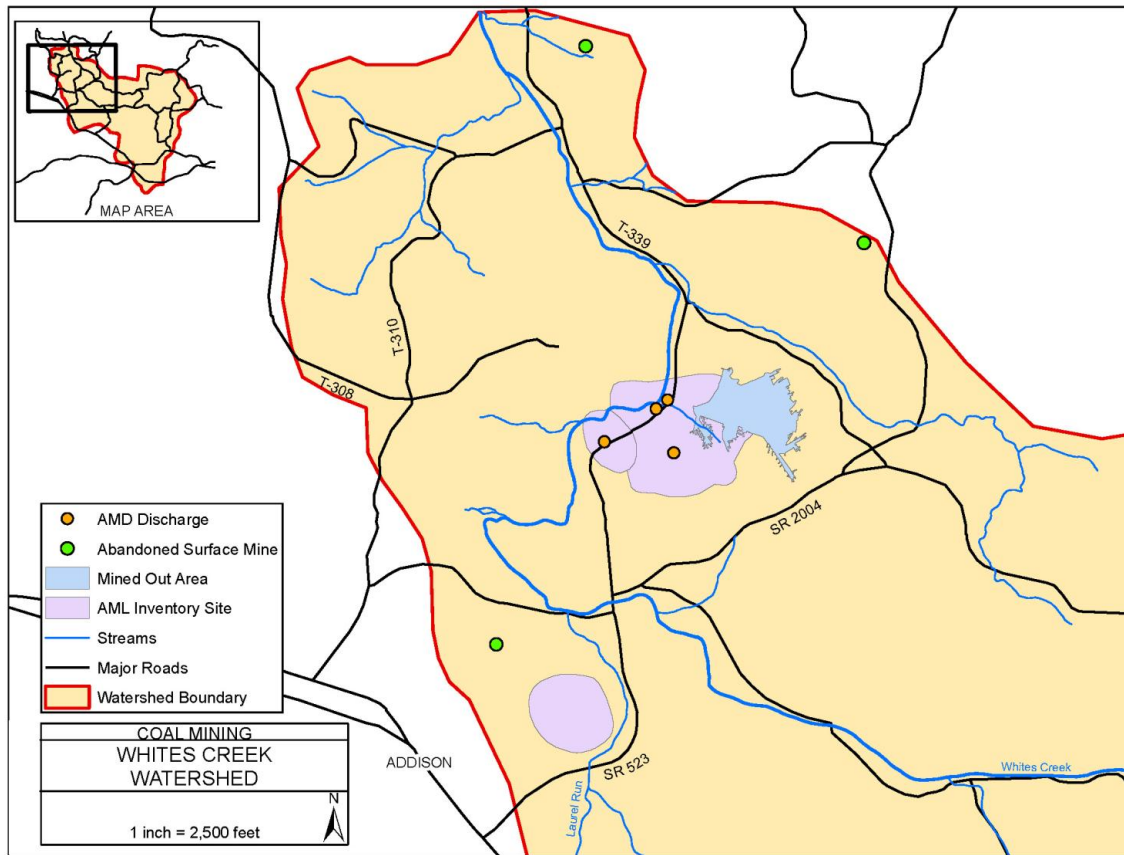 MAP AREA
T-339
T-310
T-308
SR 2004
AMD Discharge
Abandoned Surface Mine
Mined Out Area
AML Inventory Site
Streams
Major Roads
Watershed Boundary
COAL MINING
WHITES CREEK
WATERSHED
1 inch = 2,500 feet
N
ADDISON
SR 523
Laurel Run
Whites Creek